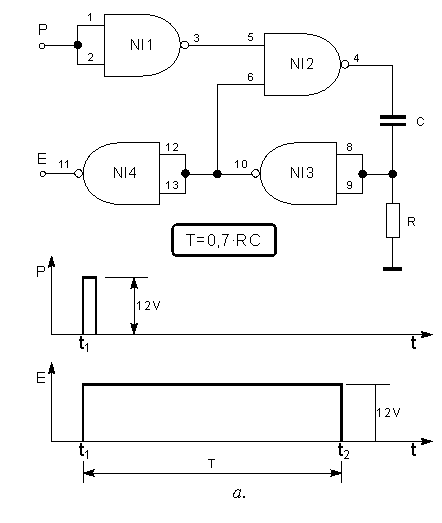 P 1 2 NI1 3 5 6 NI2 4
C
E 11 NI4 12 13 10 NI3 8 9
R
T=0,7·RC
P 12V
t1 t
E 12V
t1 t2 t
T
a.